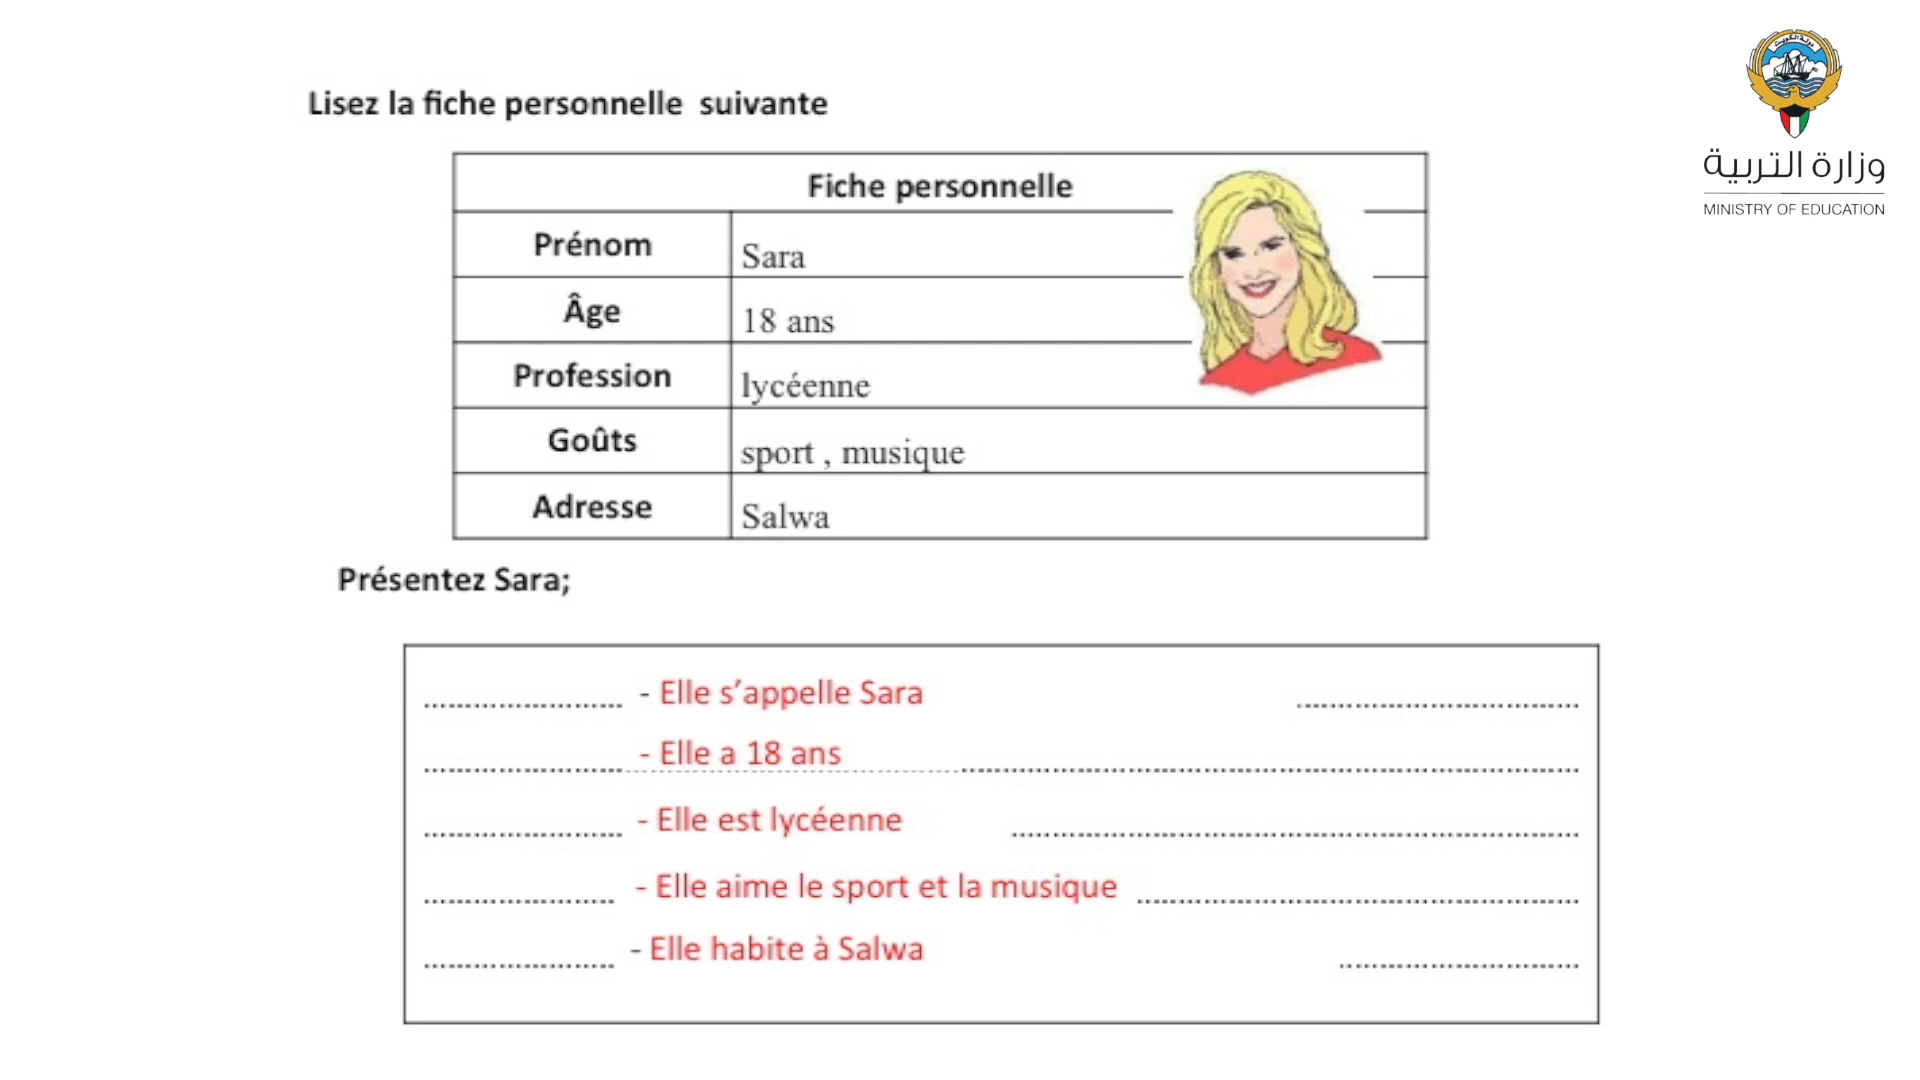 دولة الكويت
وزارة التربية
MINISTRY OF EDUCATION
Lisez la fiche personnelle suivante
Fiche personnelle
Prénom Sara
Âge 18 ans
Profession lycéenne
Goûts sport , musique
Adresse Salwa
Présentez Sara;
- Elle s’appelle Sara
- Elle a 18 ans
- Elle est lycéenne
- Elle aime le sport et la musique
- Elle habite à Salwa